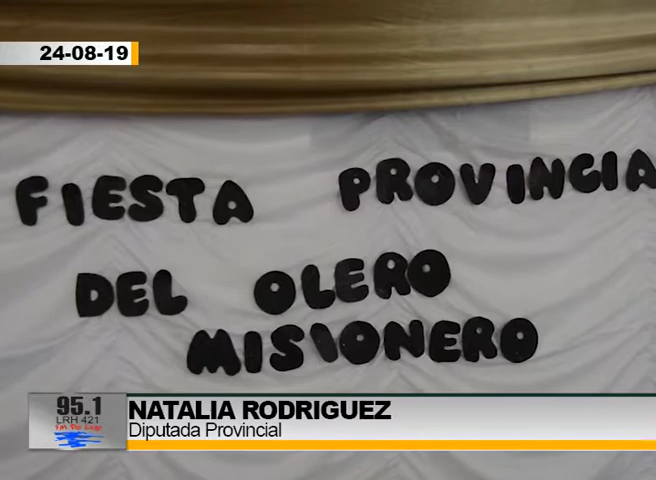 24-08-19
FIESTA PROVINCIA
DEL OLERO
MISIONERO
95.1
LRH 421
NATALIA RODRIGUEZ
Diputada Provincial